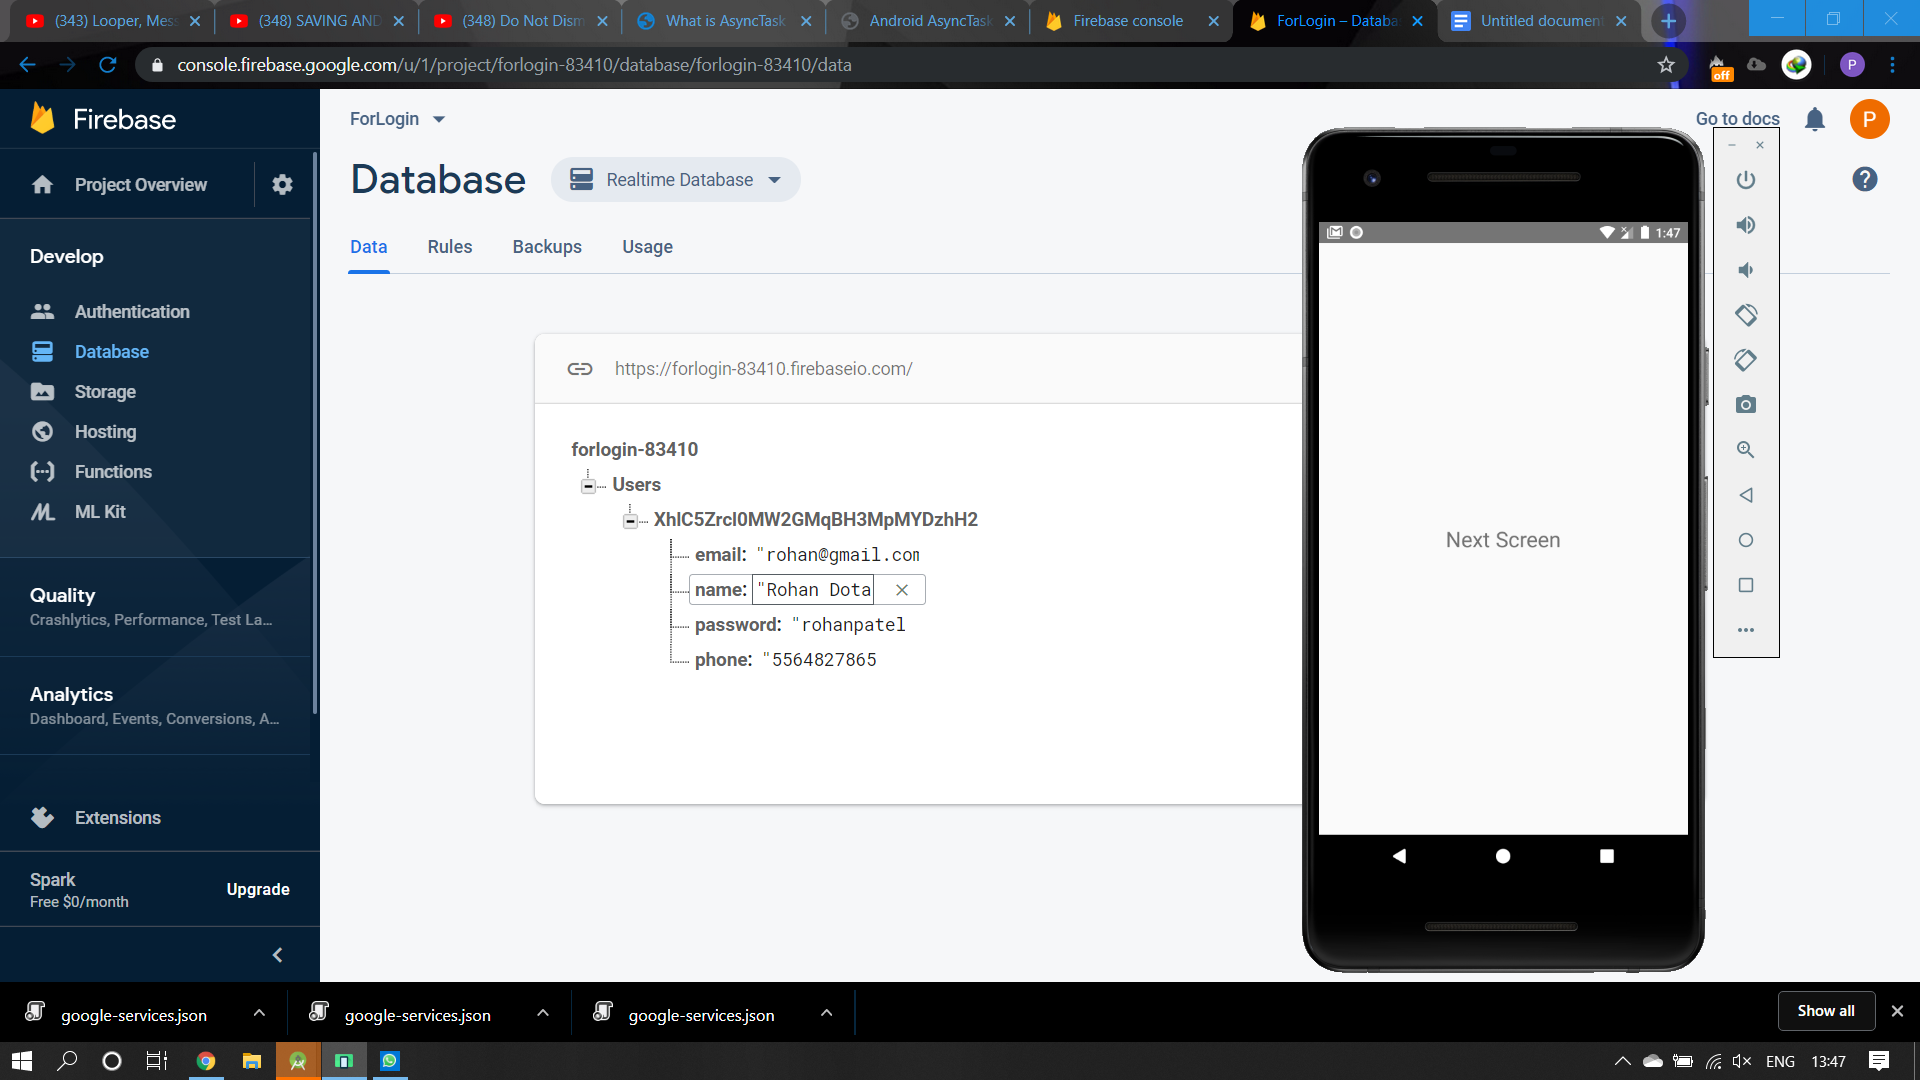 (343) Looper, Mess
(348) SAVING AND
(348) Do Not Dism
What is AsyncTask
Android AsyncTask
Firebase console
ForLogin – Databa
Untitled document
console.firebase.google.com/u/1/project/forlogin-83410/database/forlogin-83410/data
off
P
Firebase
ForLogin
Go to docs
P
Project Overview
Database
Realtime Database
?
Data
Rules
Backups
Usage
Develop
Authentication
Database
Storage
Hosting
Functions
ML Kit
https://forlogin-83410.firebaseio.com/
forlogin-83410
Users
XhlC5Zrcl0MW2GMqBH3MpMYDzhH2
email: "rohan@gmail.com
name: "Rohan Dota
password: "rohanpatel
phone: "5564827865
1:47
Next Screen
Quality
Crashlytics, Performance, Test La...
Analytics
Dashboard, Events, Conversions, A...
Extensions
Spark
Free $0/month
Upgrade
google-services.json
google-services.json
google-services.json
Show all
ENG
13:47